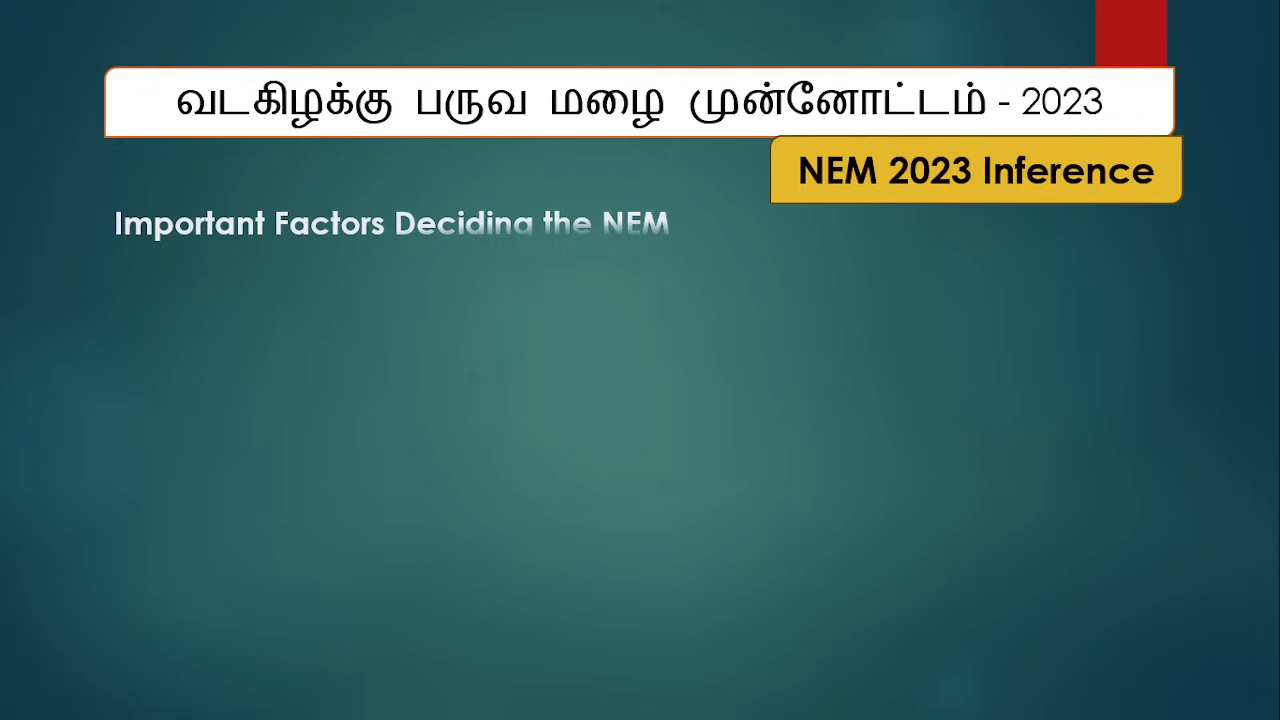 வடகிழக்கு பருவ மழை முன்னோட்டம் - 2023
NEM 2023 Inference
Important Factors Deciding the NEM